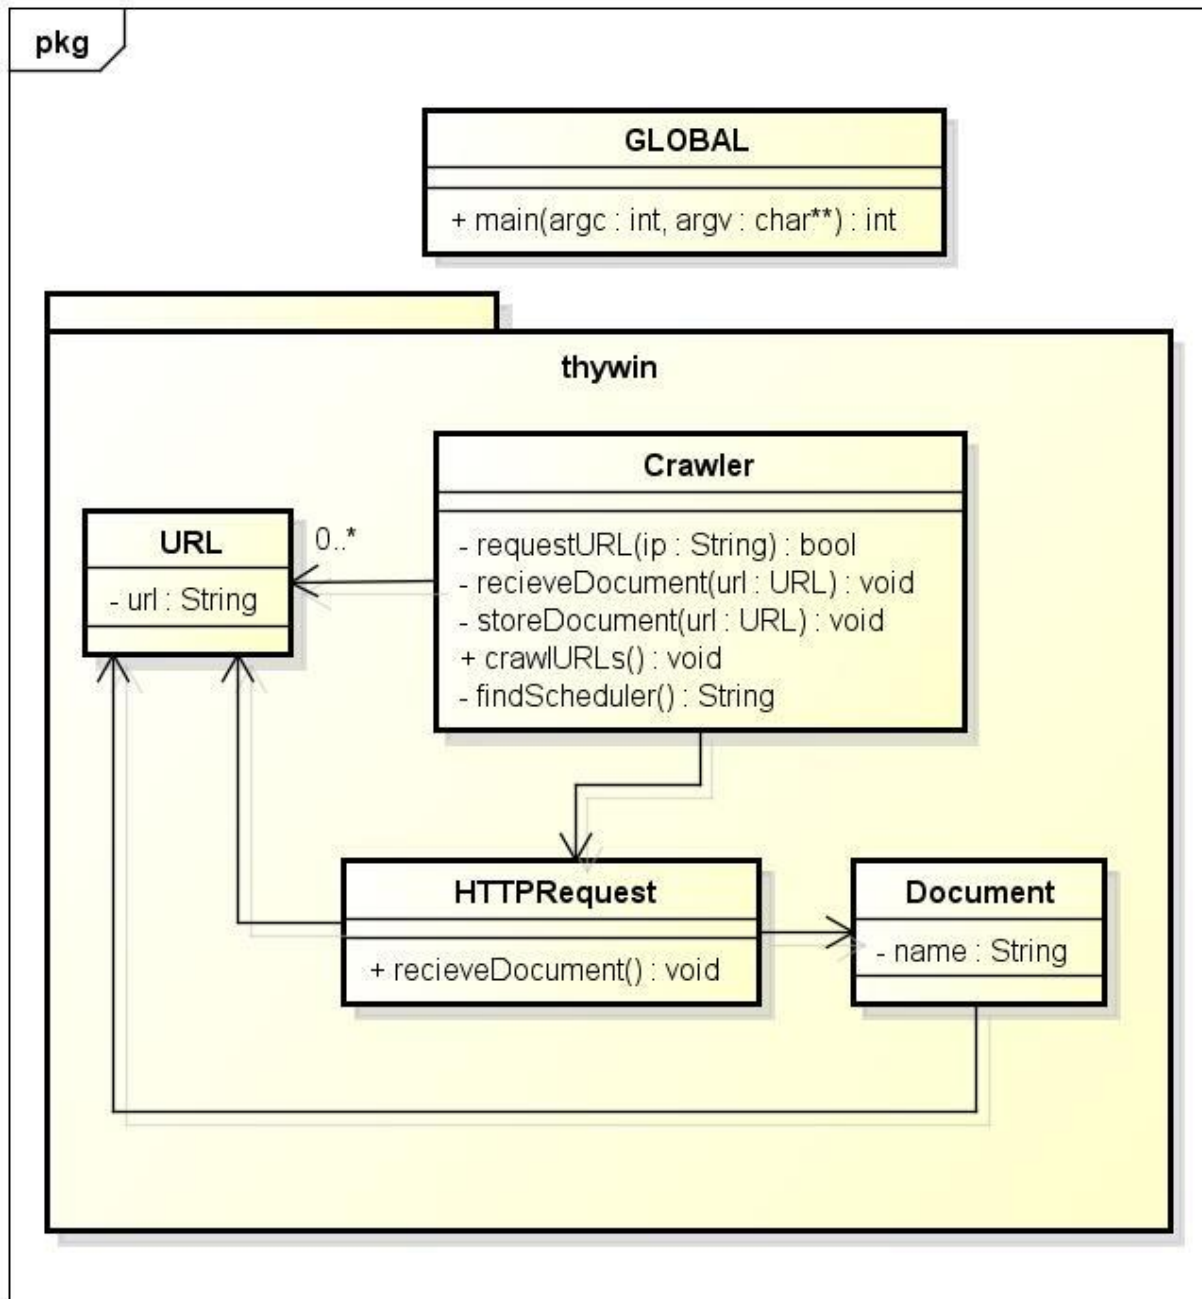 pkg
GLOBAL
+ main(argc : int, argv : char**) : int
thywin
Crawler
- requestURL(ip : String) : bool
- recieveDocument(url : URL) : void
- storeDocument(url : URL) : void
+ crawlURLs() : void
- findScheduler() : String
URL
- url : String
0..*
HTTPRequest
+ recieveDocument() : void
Document
- name : String